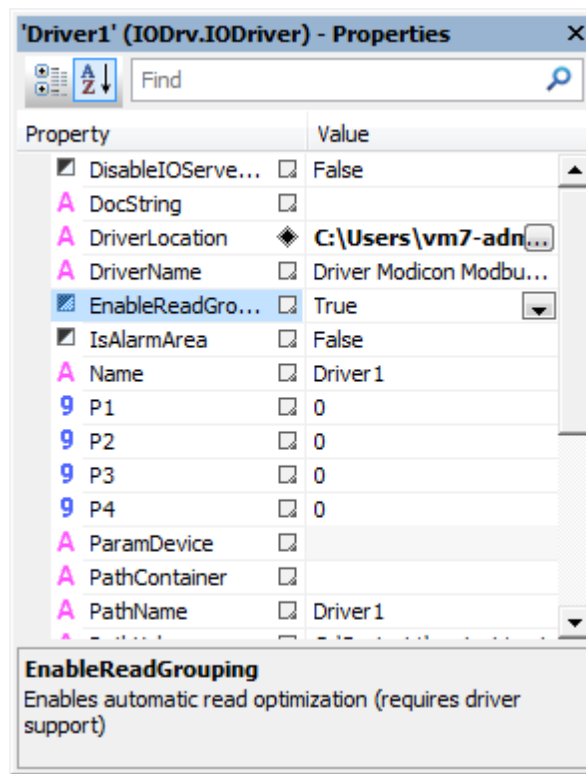 'Driver1' (IODrv.IODriver) - Properties
Find
Property Value
DisableIOServe... False
DocString
DriverLocation C:\Users\vm7-adn...
DriverName Driver Modicon Modbu...
EnableReadGro... True
IsAlarmArea False
Name Driver1
P1 0
P2 0
P3 0
P4 0
ParamDevice
PathContainer
PathName Driver1
EnableReadGrouping
Enables automatic read optimization (requires driver
support)